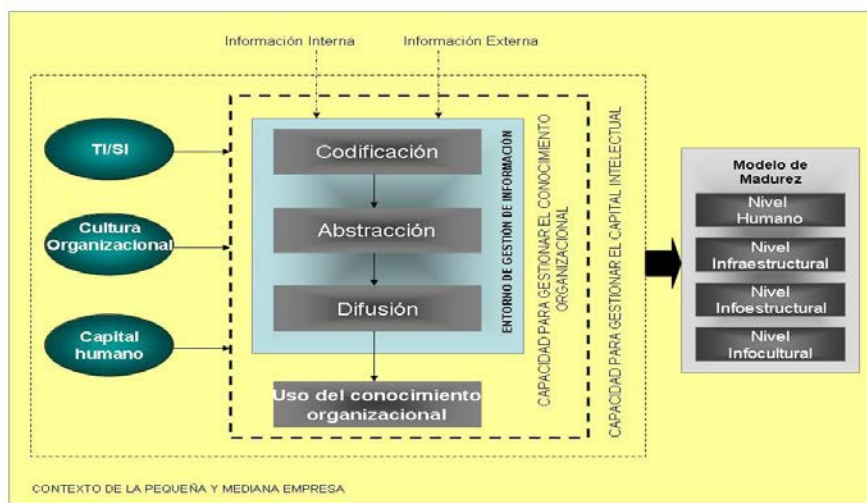 Información Interna
Información Externa
TI/SI
Cultura
Organizacional
Capital
humano
Codificación
Abstracción
Difusión
Uso del conocimiento
organizacional
ENTORNO DE GESTIÓN DE INFORMACIÓN
CAPACIDAD PARA GESTIONAR EL CONOCIMIENTO
ORGANIZACIONAL
CAPACIDAD PARA GESTIONAR EL CAPITAL INTELECTUAL
Modelo de
Madurez
Nivel
Humano
Nivel
Infraestructural
Nivel
Infoestructural
Nivel
Infocultural
CONTEXTO DE LA PEQUEÑA Y MEDIANA EMPRESA